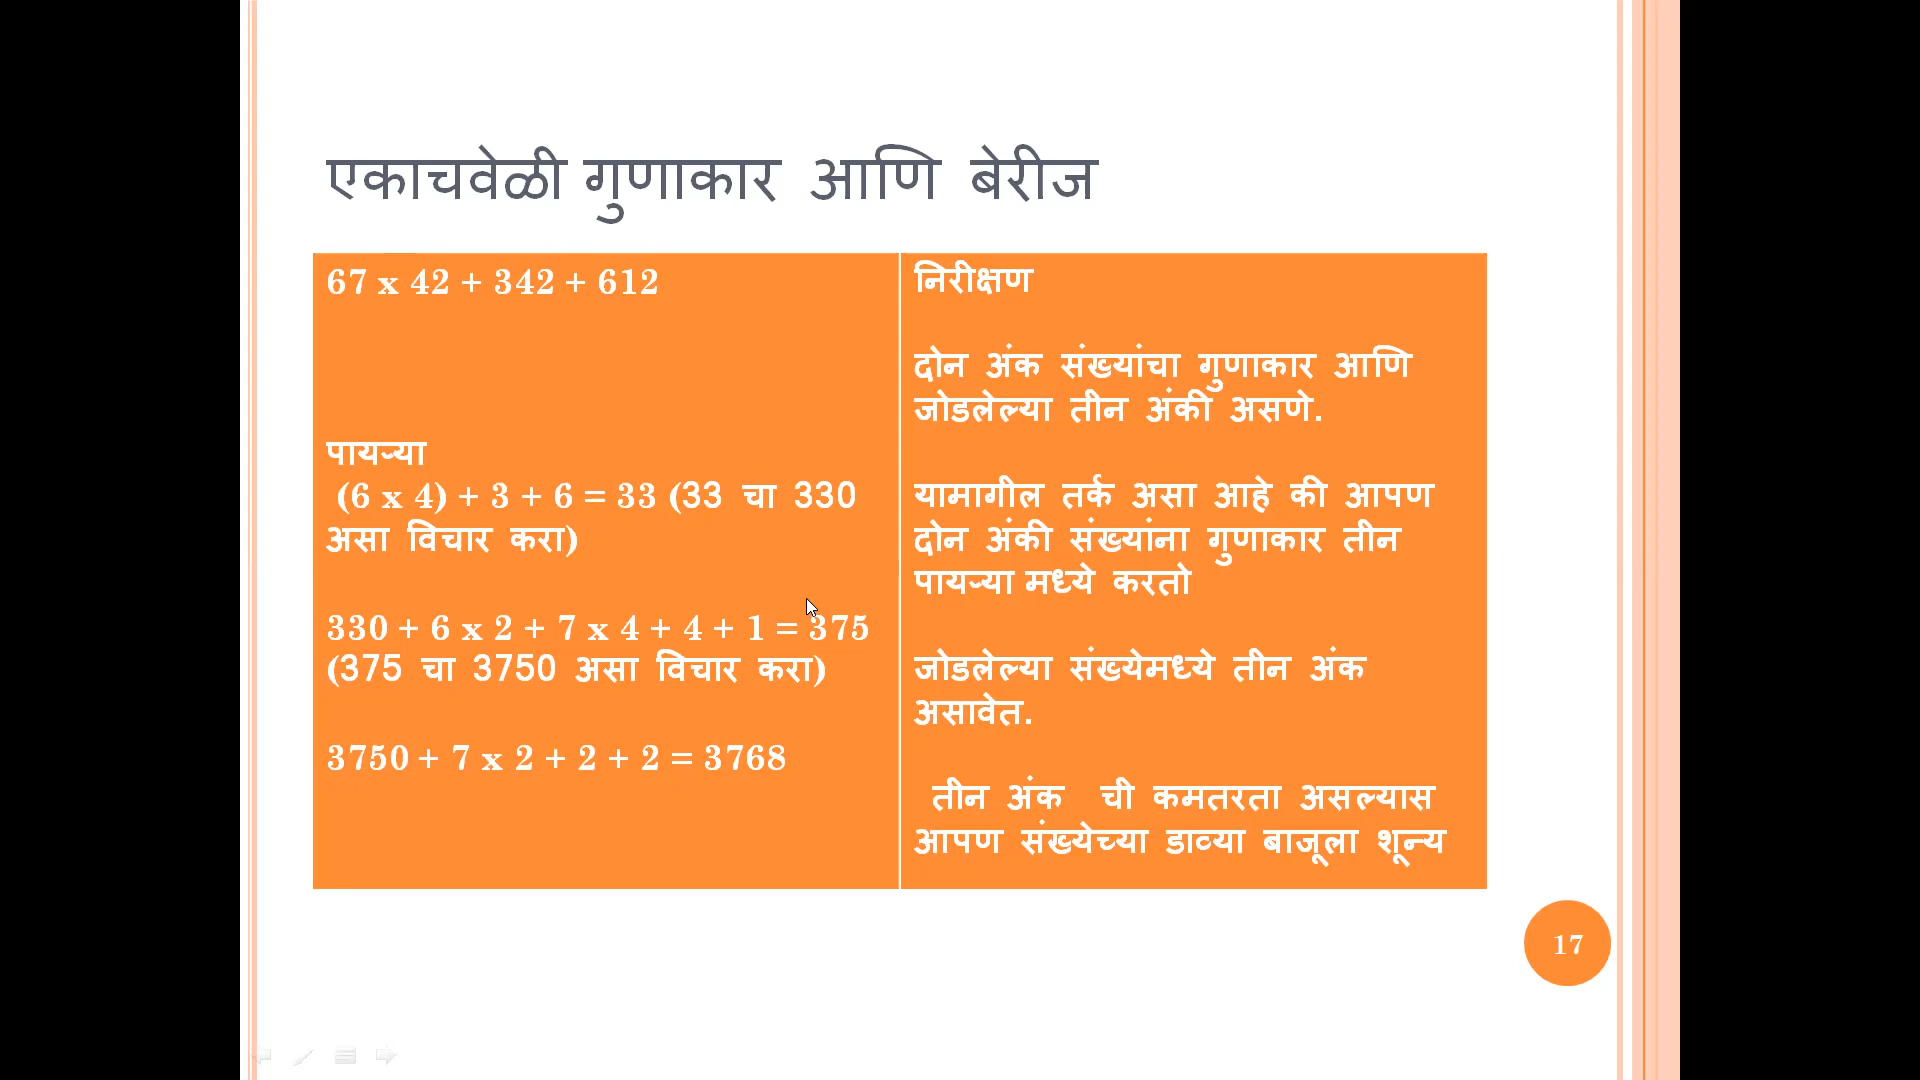 एकाचवेळी गुणाकार आणि बेरीज
67 x 42 + 342 + 612
पायऱ्या
(6 x 4) + 3 + 6 = 33 (33 चा 330
असा विचार करा)
330 + 6 x 2 + 7 x 4 + 4 + 1 = 375
(375 चा 3750 असा विचार करा)
3750 + 7 x 2 + 2 + 2 = 3768
निरीक्षण
दोन अंक संख्यांचा गुणाकार आणि
जोडलेल्या तीन अंकी असणे.
यामागील तर्क असा आहे की आपण
दोन अंकी संख्यांना गुणाकार तीन
पायऱ्या मध्ये करतो
जोडलेल्या संख्येमध्ये तीन अंक
असावेत.
तीन अंक ची कमतरता असल्यास
आपण संख्येच्या डाव्या बाजूला शून्य
17